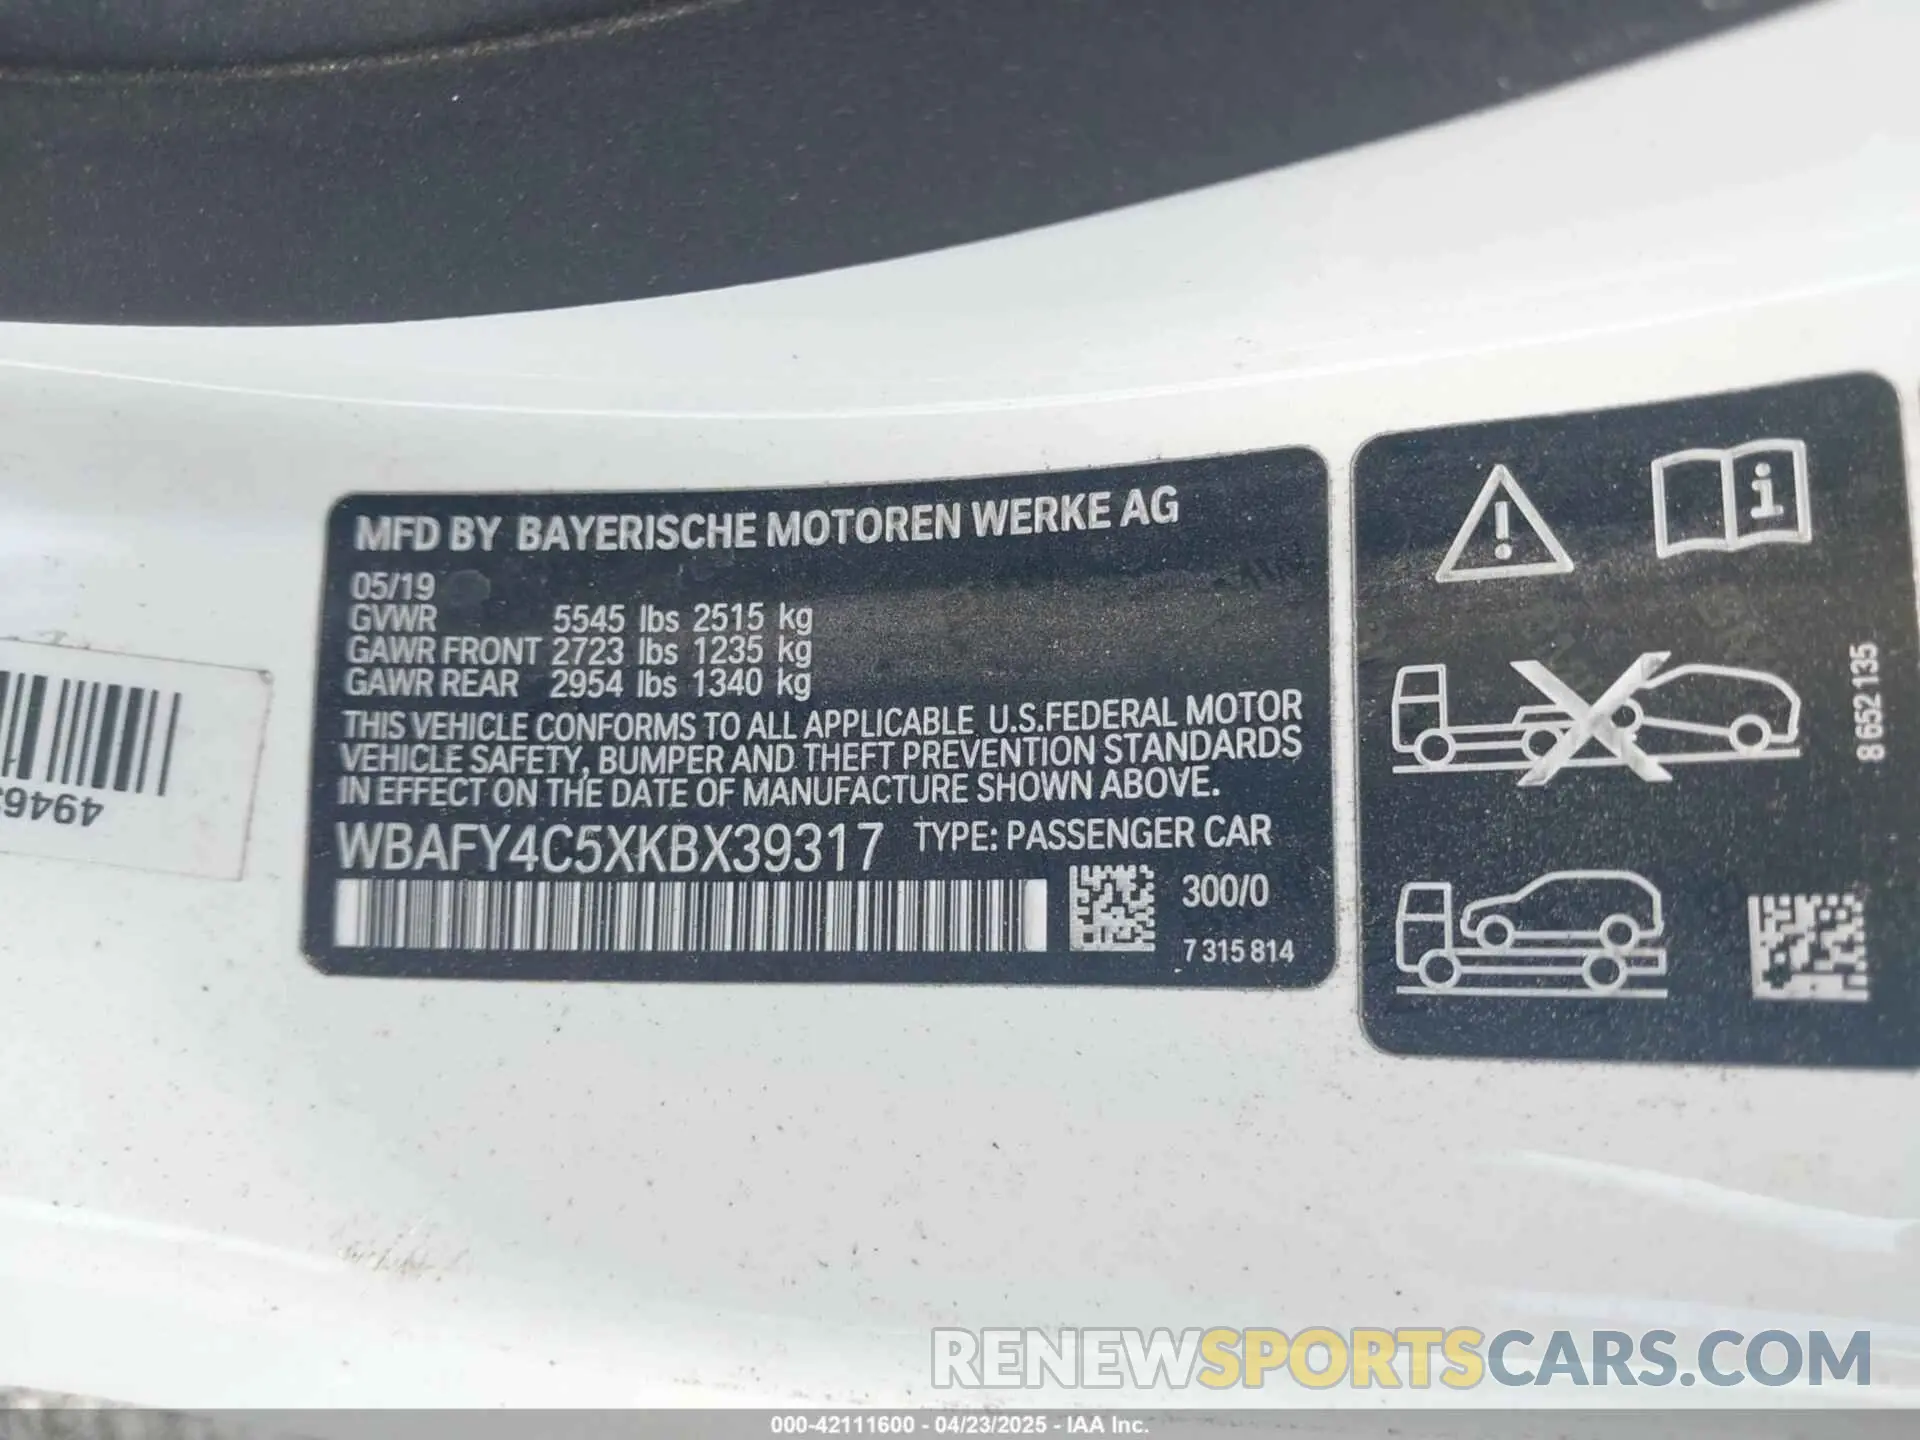 MFD BY BAYERISCHE MOTOREN WERKE AG
05/19
GVWR 5545 lbs 2515 kg
GAWR FRONT 2723 lbs 1235 kg
GAWR REAR 2954 lbs 1340 kg
THIS VEHICLE CONFORMS TO ALL APPLICABLE U.S.FEDERAL MOTOR
VEHICLE SAFETY, BUMPER AND THEFT PREVENTION STANDARDS
IN EFFECT ON THE DATE OF MANUFACTURE SHOWN ABOVE.
WBAFY4C5XKBX39317 TYPE: PASSENGER CAR
300/0
7 315 814
8 652 135
RENEWSPORTSCARS.COM
000-42111600 - 04/23/2025 - IAA Inc.